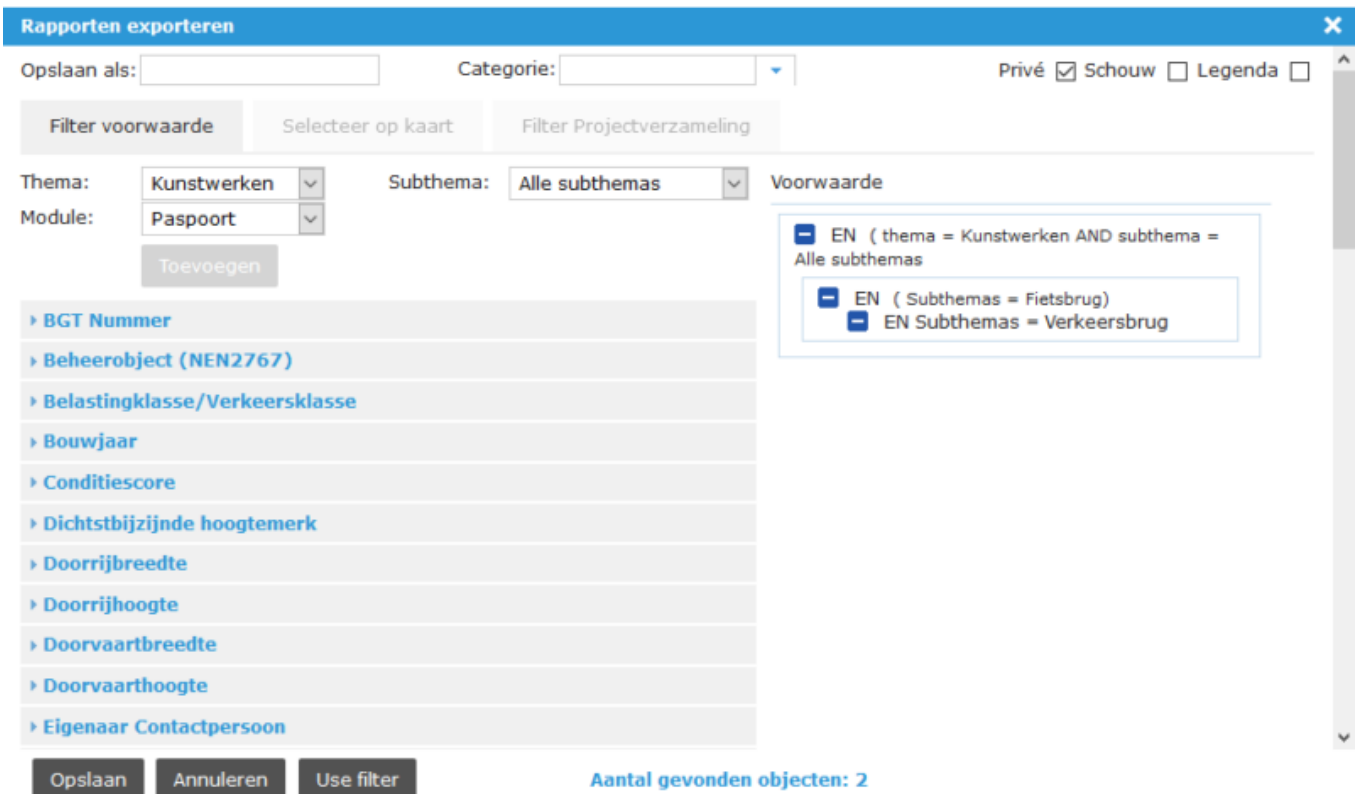 Rapporten exporteren
Opslaan als: Categorie: Privé Schouw Legenda
Filter voorwaarde Selecteer op kaart Filter Projectverzameling
Thema: Kunstwerken Subthema: Alle subthemas Voorwaarde
Module: Paspoort
Toevoegen
EN ( thema = Kunstwerken AND subthema =
Alle subthemas
EN ( Subthemas = Fietsbrug)
EN Subthemas = Verkeersbrug
BGT Nummer
Beheerobject (NEN2767)
Belastingklasse/Verkeersklasse
Bouwjaar
Conditiescore
Dichtstbijzijnde hoogtemerk
Doorrijbreedte
Doorrijhoogte
Doorvaartbreedte
Doorvaarthoogte
Eigenaar Contactpersoon
Opslaan Annuleren Use filter Aantal gevonden objecten: 2